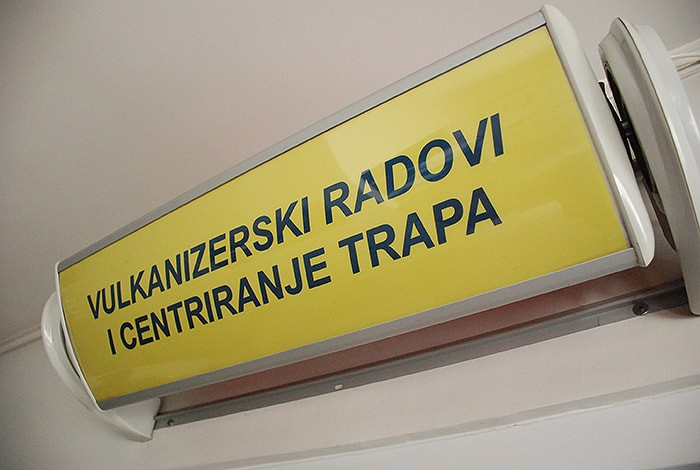 VULKANIZERSKI RADOVI
I CENTRIRANJE TRAPA